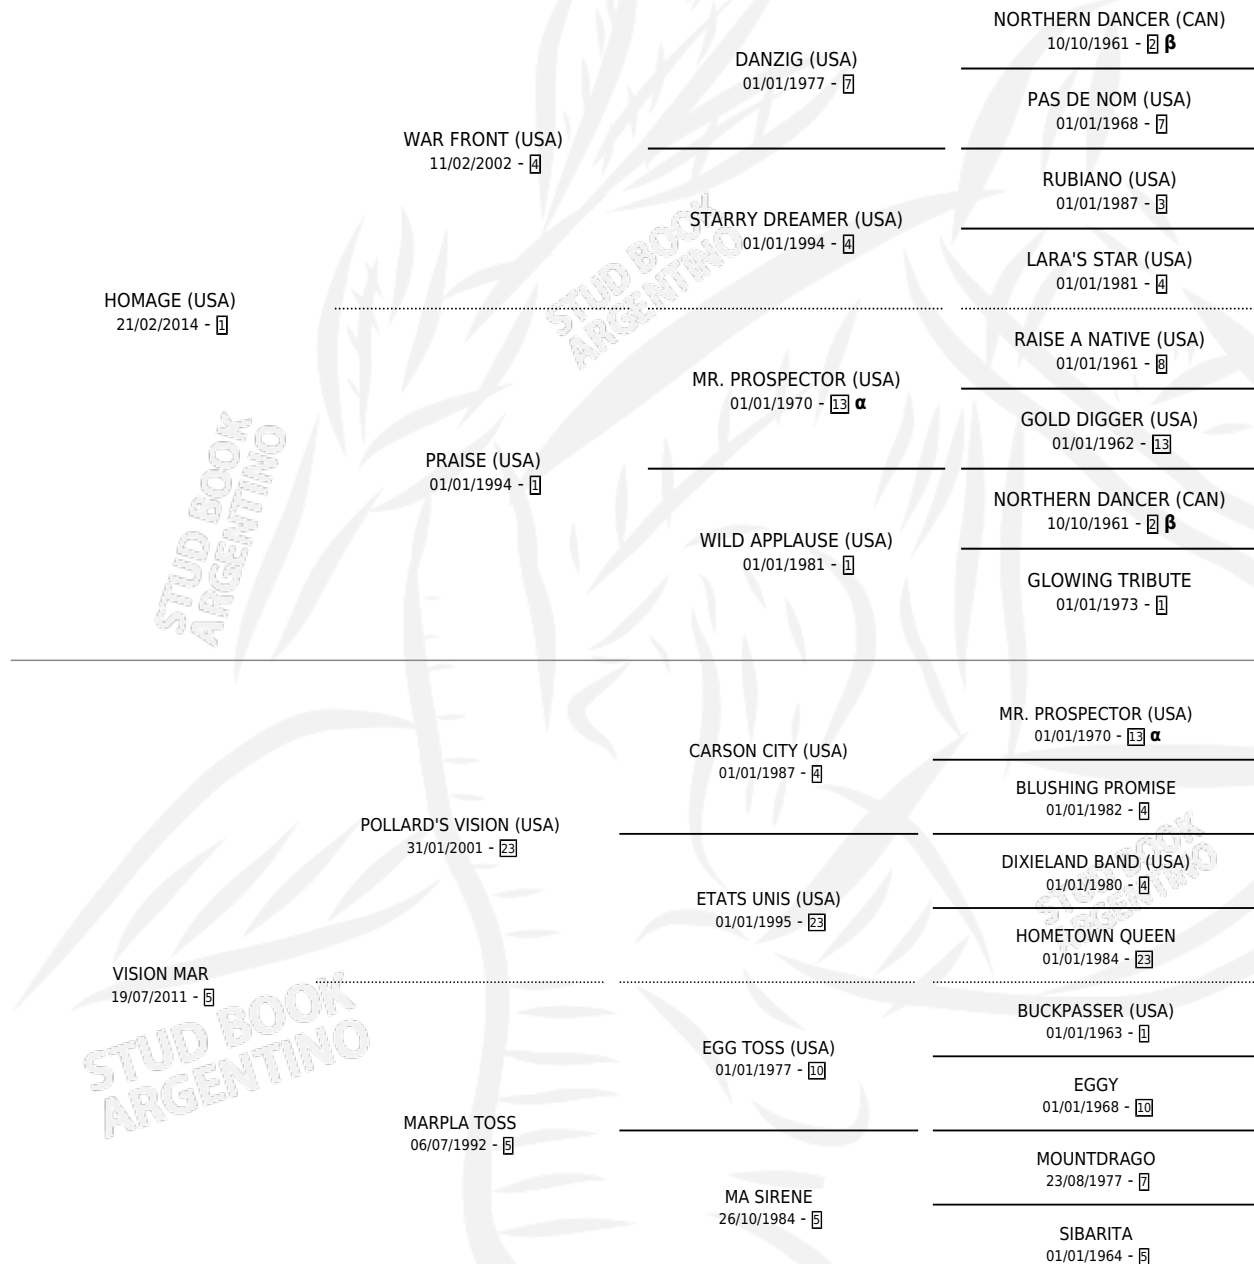 NORTHERN DANCER (CAN)
10/10/1961 - 2 β
DANZIG (USA)
01/01/1977 - 7
PAS DE NOM (USA)
01/01/1968 - 7
WAR FRONT (USA)
11/02/2002 - 4
RUBIANO (USA)
01/01/1987 - 3
STARRY DREAMER (USA)
01/01/1994 - 4
LARA'S STAR (USA)
01/01/1981 - 4
HOMAGE (USA)
21/02/2014 - 1
RAISE A NATIVE (USA)
01/01/1961 - 8
MR. PROSPECTOR (USA)
01/01/1970 - 13 α
GOLD DIGGER (USA)
01/01/1962 - 13
PRAISE (USA)
01/01/1994 - 1
NORTHERN DANCER (CAN)
10/10/1961 - 2 β
WILD APPLAUSE (USA)
01/01/1981 - 1
GLOWING TRIBUTE
01/01/1973 - 1
MR. PROSPECTOR (USA)
01/01/1970 - 13 α
CARSON CITY (USA)
01/01/1987 - 4
BLUSHING PROMISE
01/01/1982 - 4
POLLARD'S VISION (USA)
31/01/2001 - 23
DIXIELAND BAND (USA)
01/01/1980 - 4
ETATS UNIS (USA)
01/01/1995 - 23
HOMETOWN QUEEN
01/01/1984 - 23
VISION MAR
19/07/2011 - 5
BUCKPASSER (USA)
01/01/1963 - 1
EGG TOSS (USA)
01/01/1977 - 10
EGGY
01/01/1968 - 10
MARPLA TOSS
06/07/1992 - 5
MOUNTDRAGO
23/08/1977 - 7
MA SIRENE
26/10/1984 - 5
SIBARITA
01/01/1964 - 5
STUD BOOK
ARGENTINO
STUD BOOK
ARGENTINO
STUD BOOK
ARGENTINO
STUD BOOK
ARGENTINO